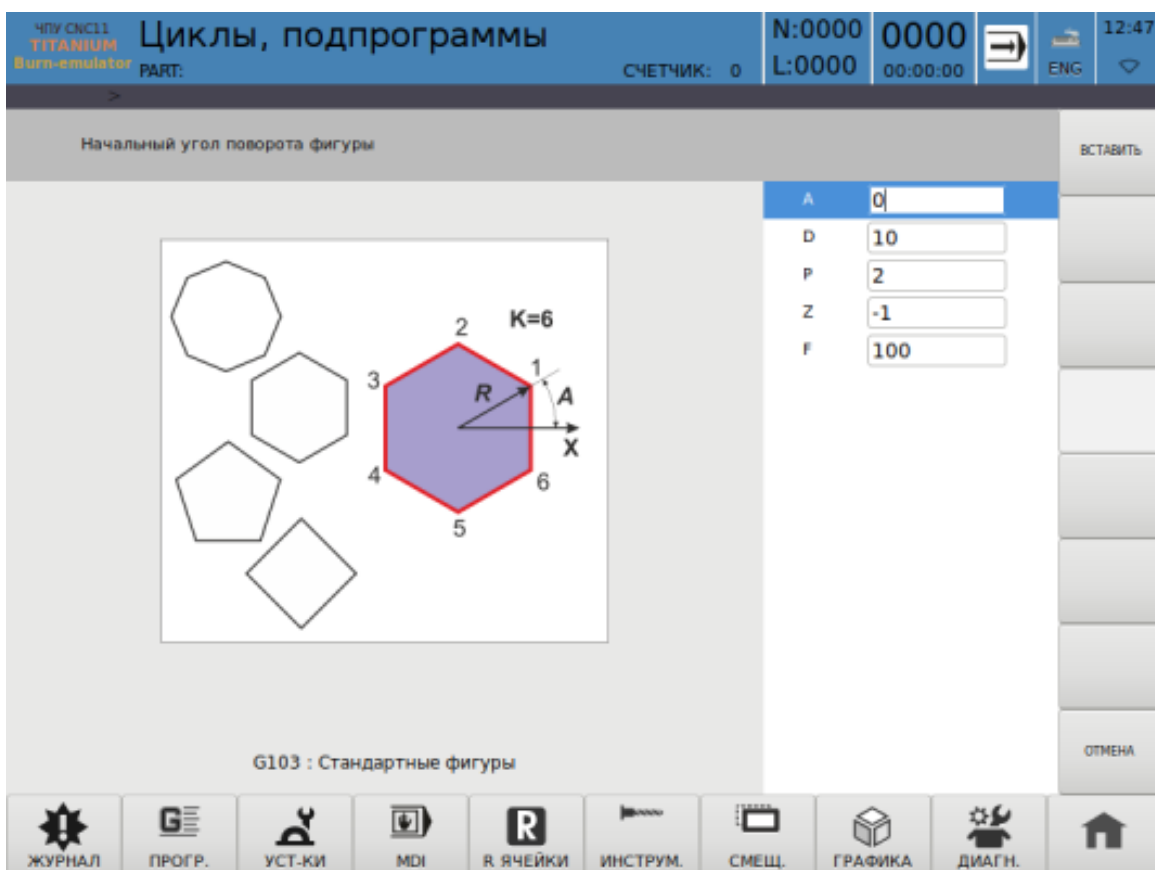 ЧПУ CNC11
TITANIUM
Burn-emulator
Циклы, подпрограммы
PART:
СЧЕТЧИК: 0
N:0000
L:0000
0000
00:00:00
ENG
12:47
>
Начальный угол поворота фигуры
ВСТАВИТЬ
A 0
D 10
P 2
Z -1
F 100
K=6
2
1
3
R
A
X
4
6
5
G103 : Стандартные фигуры
ОТМЕНА
ЖУРНАЛ
G
ПРОГР.
УСТ-КИ
MDI
R
R ЯЧЕЙКИ
ИНСТРУМ.
СМЕЩ.
ГРАФИКА
ДИАГН.